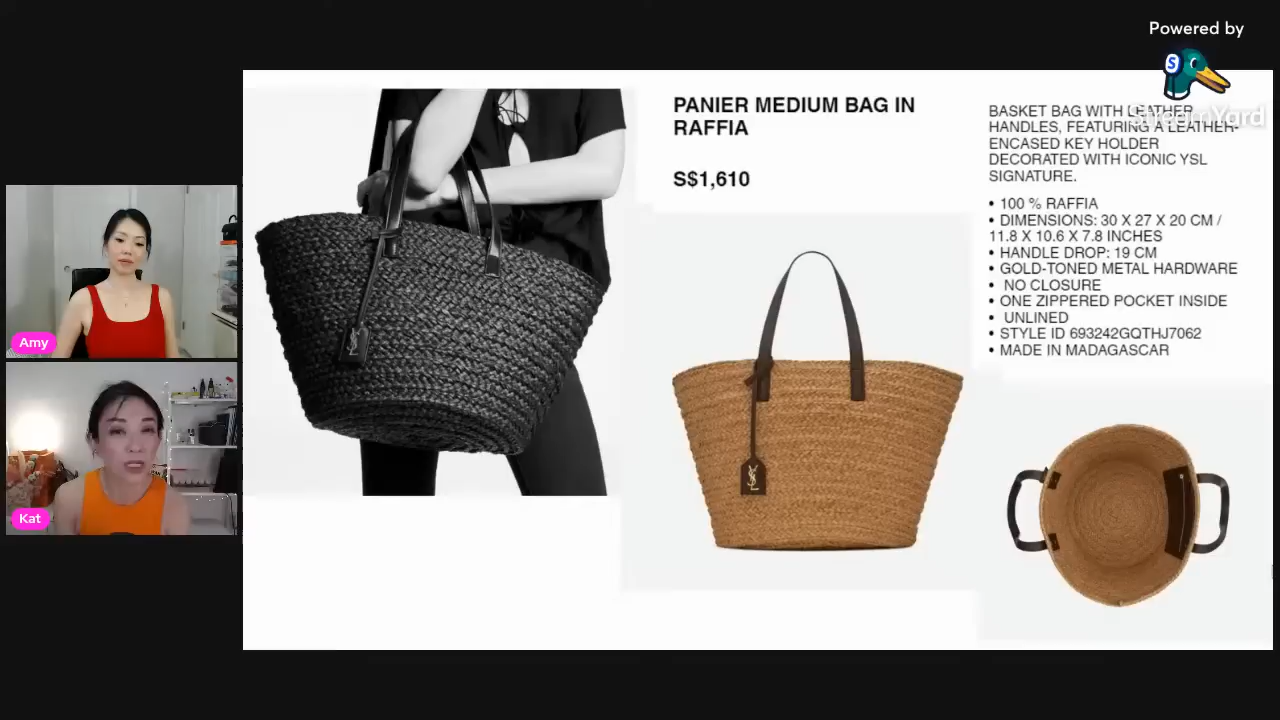 Powered by
StreamYard
S
PANIER MEDIUM BAG IN
RAFFIA
S$1,610
BASKET BAG WITH LEATHER
HANDLES, FEATURING A LEATHER-
ENCASED KEY HOLDER
DECORATED WITH ICONIC YSL
SIGNATURE.
• 100 % RAFFIA
• DIMENSIONS: 30 X 27 X 20 CM /
11.8 X 10.6 X 7.8 INCHES
• HANDLE DROP: 19 CM
• GOLD-TONED METAL HARDWARE
• NO CLOSURE
• ONE ZIPPERED POCKET INSIDE
• UNLINED
• STYLE ID 693242GQTHJ7062
• MADE IN MADAGASCAR
YSL
YSL
Amy
Kat